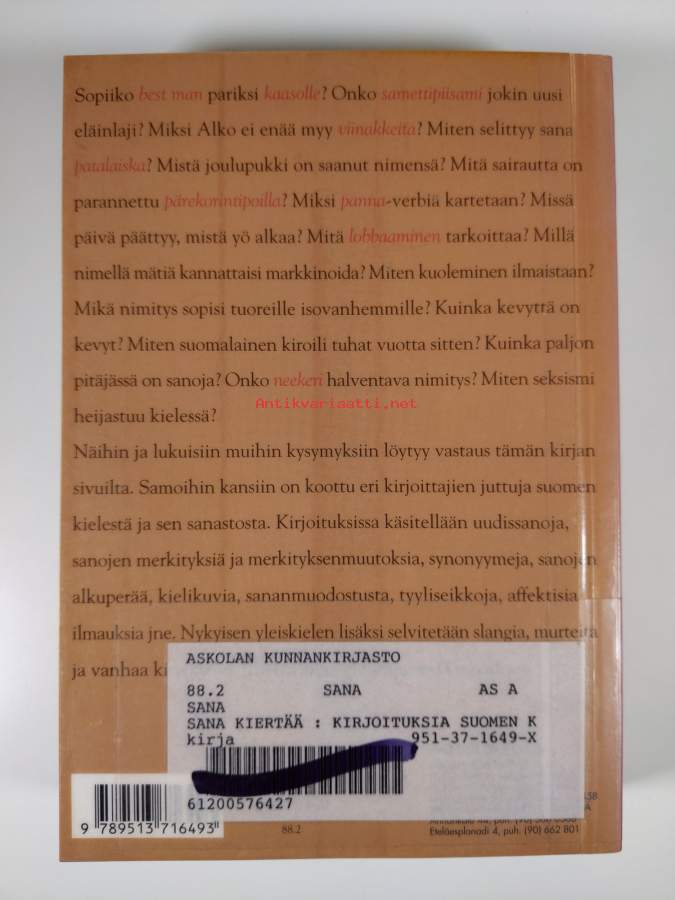 Sopiiko best man pariksi kaasolle? Onko samettipiisami jokin uusi
eläinlaji? Miksi Alko ei enää myy viinakkeita? Miten selittyy sana
patalaiska? Mistä joulupukki on saanut nimensä? Mitä sairautta on
parannettu pärekorintipoilla? Miksi panna-verbiä kartetaan? Missä
päivä päättyy, mistä yö alkaa? Mitä lobbaaminen tarkoittaa? Millä
nimellä mätiä kannattaisi markkinoida? Miten kuoleminen ilmaistaan?
Mikä nimitys sopisi tuoreille isovanhemmille? Kuinka kevyttä on
kevyt? Miten suomalainen kiroili tuhat vuotta sitten? Kuinka paljon
pitäjässä on sanoja? Onko neekeri halventava nimitys? Miten seksismi
Antikvariaatti.net
heijastuu kielessä?
Näihin ja lukuisiin muihin kysymyksiin löytyy vastaus tämän kirjan
sivuilta. Samoihin kansiin on koottu eri kirjoittajien juttuja suomen
kielestä ja sen sanastosta. Kirjoituksissa käsitellään uudissanoja,
sanojen merkityksiä ja merkityksenmuutoksia, synonyymeja, sanojen
alkuperää, kielikuvia, sananmuodostusta, tyyliseikkoja, affektisia
ilmauksia jne. Nykyisen yleiskielen lisäksi selvitetään slangia, murteita
ja vanhaa ki
ASKOLAN KUNNANKIRJASTO
88.2 SANA AS A
SANA
SANA KIERTÄÄ : KIRJOITUKSIA SUOMEN K
kirja 951-37-1649-X
61200576427
9 789513 716493
88.2
Eteläesplanadi 4, puh. (90) 662 801